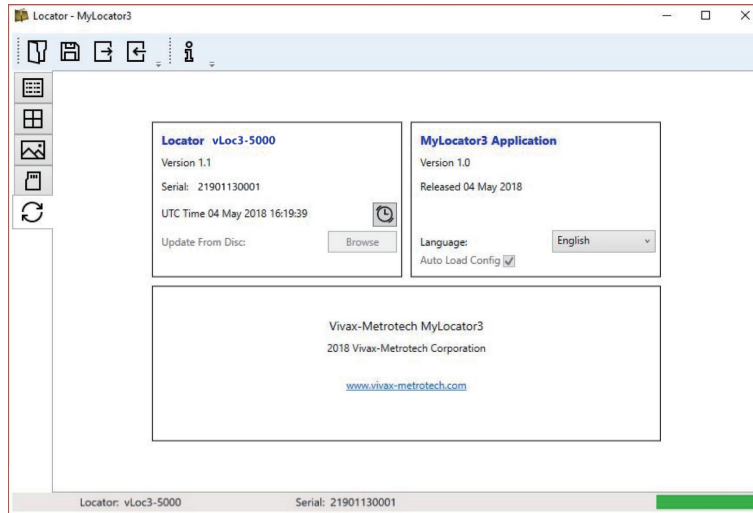 Locator - MyLocator3
Locator vLoc3-5000
Version 1.1
Serial: 21901130001
UTC Time 04 May 2018 16:19:39
Update From Disc:
Browse
MyLocator3 Application
Version 1.0
Released 04 May 2018
Language:
English
Auto Load Config
Vivax-Metrotech MyLocator3
2018 Vivax-Metrotech Corporation
www.vivax-metrotech.com
Locator: vLoc3-5000
Serial: 21901130001